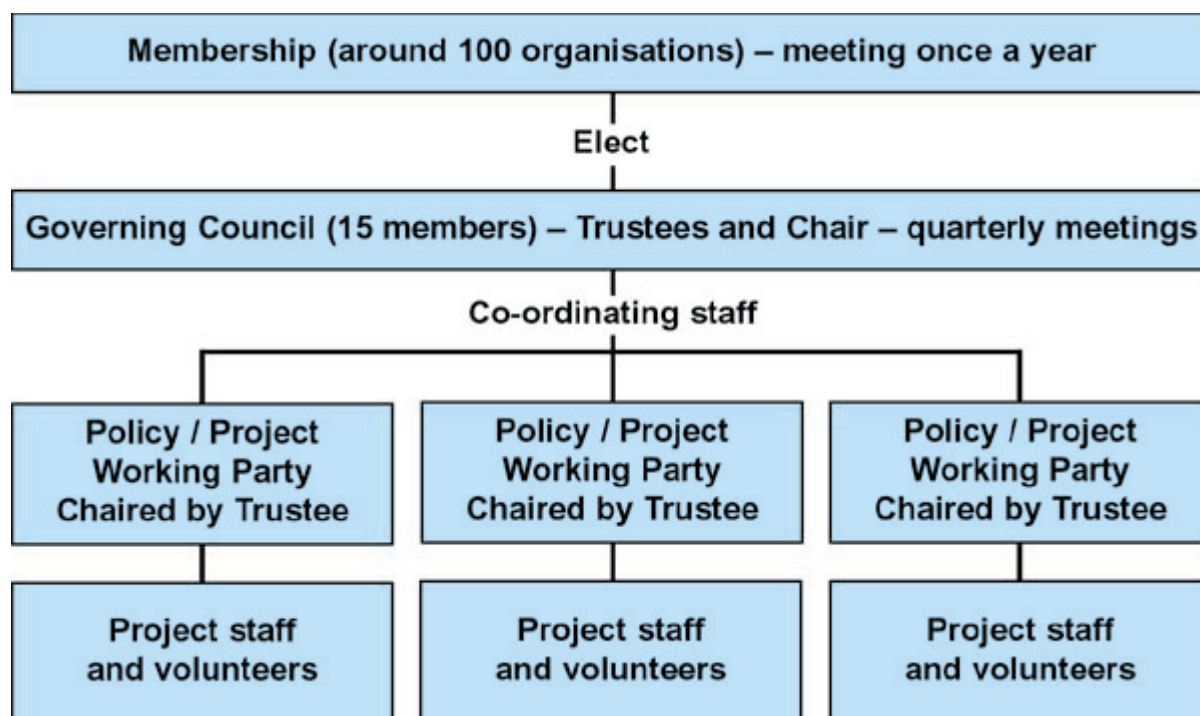 Membership (around 100 organisations) – meeting once a year
Elect
Governing Council (15 members) – Trustees and Chair – quarterly meetings
Co-ordinating staff
Policy / Project
Working Party
Chaired by Trustee
Policy / Project
Working Party
Chaired by Trustee
Policy / Project
Working Party
Chaired by Trustee
Project staff
and volunteers
Project staff
and volunteers
Project staff
and volunteers